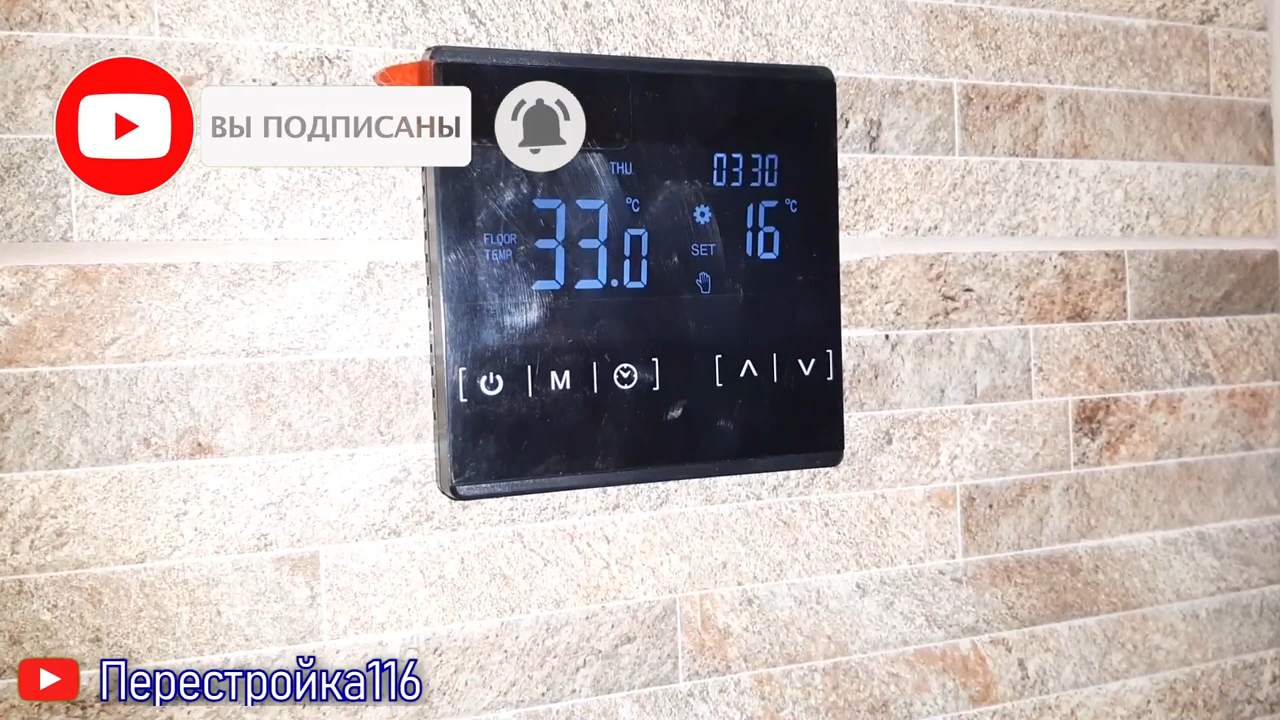 ВЫ ПОДПИСАНЫ
THU
0330
FLOOR
TEMP
33.0
°C
SET
16
°C
M
Перестройка116